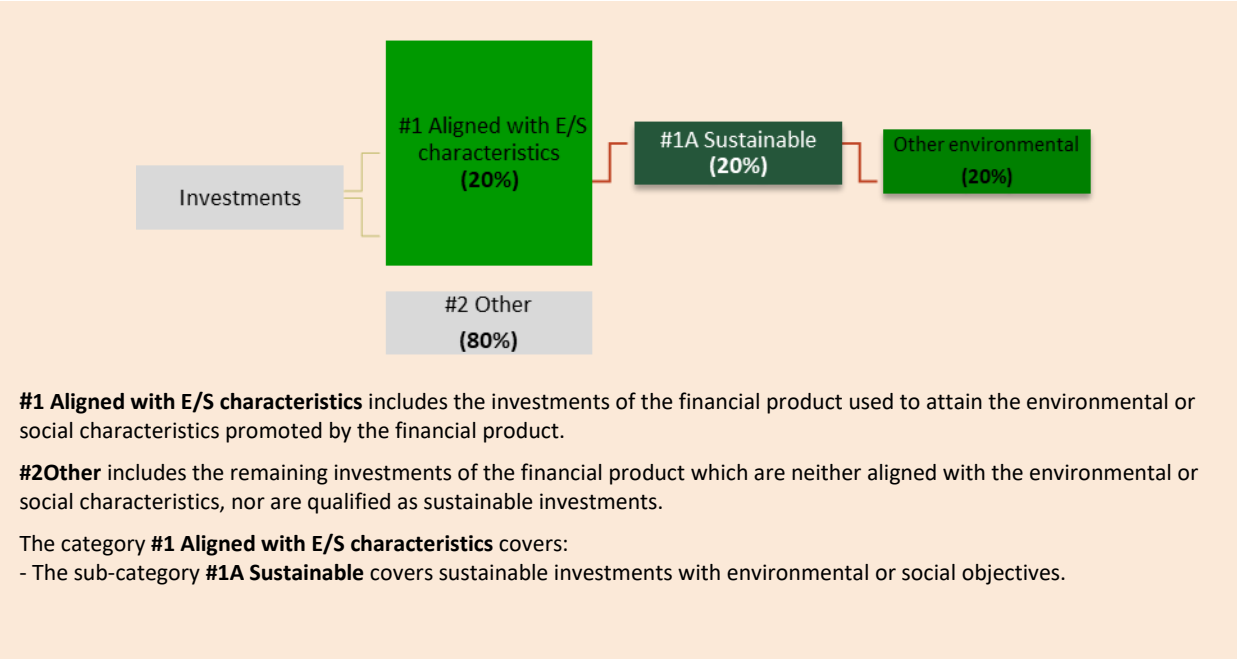 #1 Aligned with E/S
characteristics
(20%)
#1A Sustainable
(20%)
Other environmental
(20%)
Investments
#2 Other
(80%)
#1 Aligned with E/S characteristics includes the investments of the financial product used to attain the environmental or
social characteristics promoted by the financial product.
#2Other includes the remaining investments of the financial product which are neither aligned with the environmental or
social characteristics, nor are qualified as sustainable investments.
The category #1 Aligned with E/S characteristics covers:
- The sub-category #1A Sustainable covers sustainable investments with environmental or social objectives.